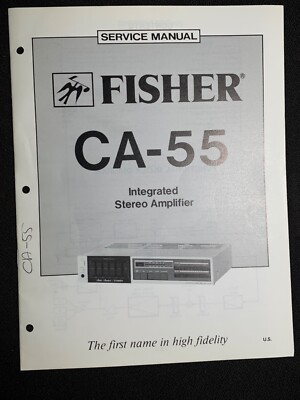 SERVICE MANUAL
FISHER®
CA-55
Integrated
Stereo Amplifier
CA-55
The first name in high fidelity
U.S.